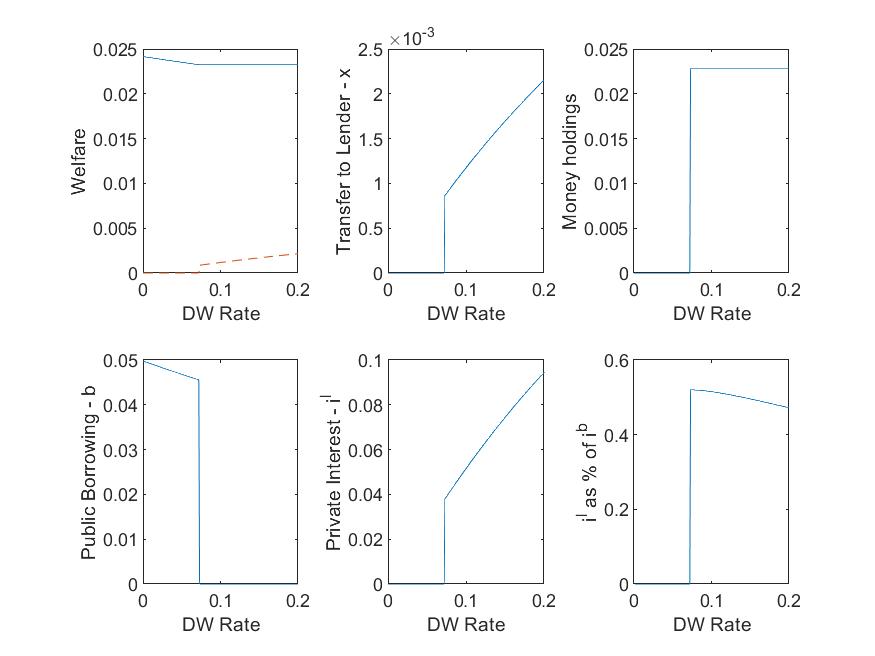 Welfare
0.025
0.02
0.015
0.01
0.005
0
0 0.1 0.2
DW Rate
Transfer to Lender - x
×10-3
2.5
2
1.5
1
0.5
0
0 0.1 0.2
DW Rate
Money holdings
0.025
0.02
0.015
0.01
0.005
0
0 0.1 0.2
DW Rate
Public Borrowing - b
0.05
0.04
0.03
0.02
0.01
0
0 0.1 0.2
DW Rate
Private Interest - il
0.1
0.08
0.06
0.04
0.02
0
0 0.1 0.2
DW Rate
il as % of ib
0.6
0.4
0.2
0
0 0.1 0.2
DW Rate